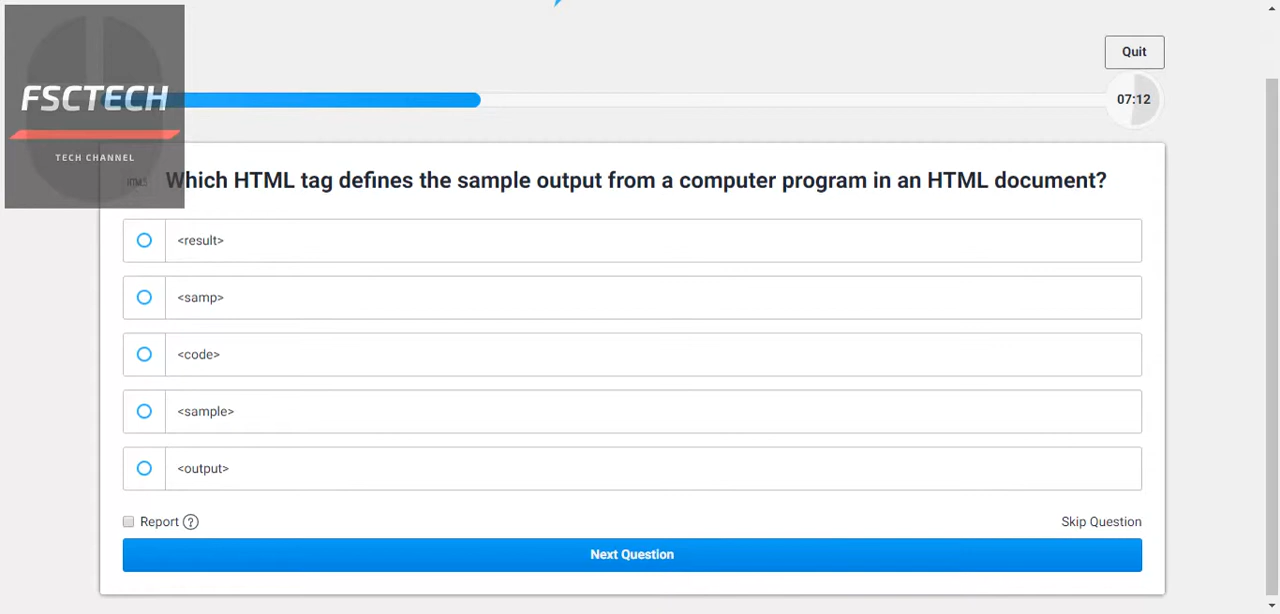 Quit
FSCTECH
07:12
TECH CHANNEL
HTML5
Which HTML tag defines the sample output from a computer program in an HTML document?
<result>
<samp>
<code>
<sample>
<output>
Report ?
Skip Question
Next Question